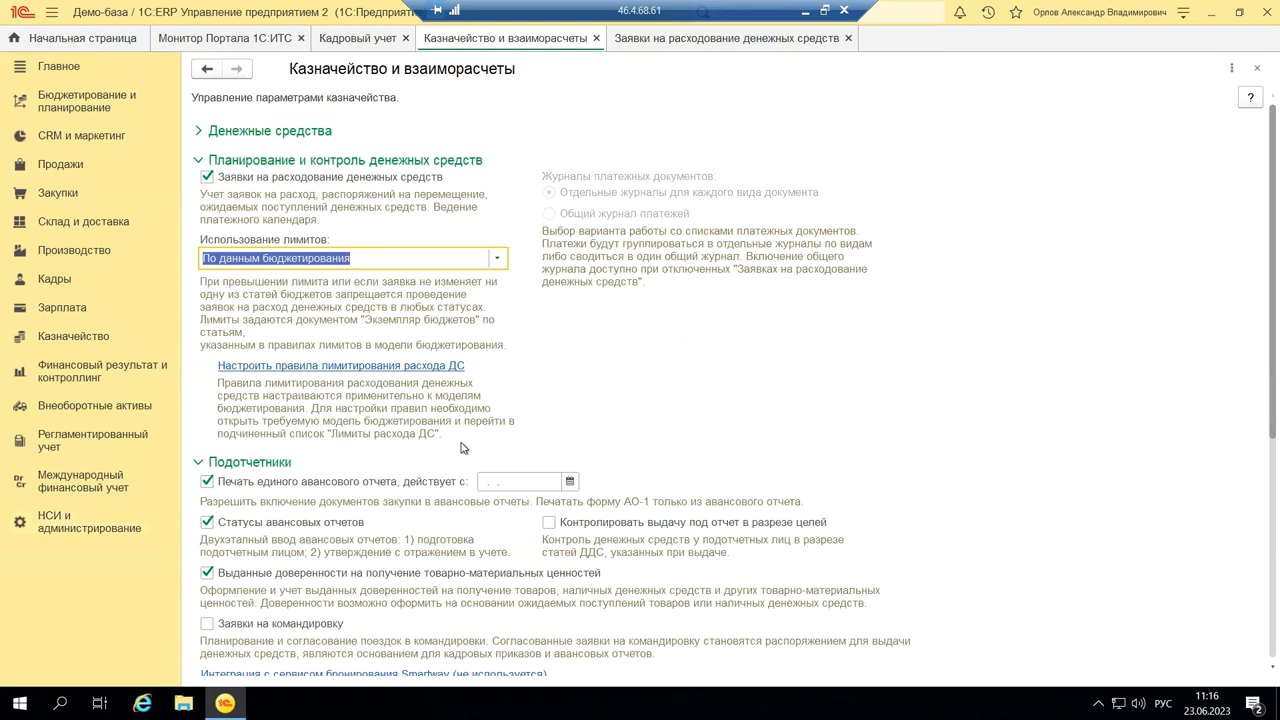 Демо-база / 1С:ERP Управление предприятием 2 (1С:Предприятие
46.4.68.61
Орлов Александр Владимирович
Начальная страница
Монитор Портала 1С:ИТС
Кадровый учет
Казначейство и взаиморасчеты
Заявки на расходование денежных средств
Главное
Бюджетирование и
планирование
CRM и маркетинг
Продажи
Закупки
Склад и доставка
Производство
Кадры
Зарплата
Казначейство
Финансовый результат и
контроллинг
Внеоборотные активы
Регламентированный
учет
Международный
финансовый учет
НСИ и
администрирование
Казначейство и взаиморасчеты
Управление параметрами казначейства.
?
Денежные средства
Планирование и контроль денежных средств
Заявки на расходование денежных средств
Учет заявок на расход, распоряжений на перемещение,
ожидаемых поступлений денежных средств. Ведение
платежного календаря.
Использование лимитов:
По данным бюджетирования
При превышении лимита или если заявка не изменяет ни
одну из статей бюджетов запрещается проведение
заявок на расход денежных средств в любых статусах.
Лимиты задаются документом "Экземпляр бюджетов" по
статьям,
указанным в правилах лимитов в модели бюджетирования.
Настроить правила лимитирования расхода ДС
Правила лимитирования расходования денежных
средств настраиваются применительно к моделям
бюджетирования. Для настройки правил необходимо
открыть требуемую модель бюджетирования и перейти в
подчиненный список "Лимиты расхода ДС".
Журналы платежных документов:
Отдельные журналы для каждого вида документа
Общий журнал платежей
Выбор варианта работы со списками платежных документов.
Платежи будут группироваться в отдельные журналы по видам
либо сводиться в один общий журнал. Включение общего
журнала доступно при отключенных "Заявках на расходование
денежных средств".
Подотчетники
Печать единого авансового отчета, действует с:
. .
Разрешить включение документов закупки в авансовые отчеты. Печатать форму АО-1 только из авансового отчета.
Статусы авансовых отчетов
Двухэтапный ввод авансовых отчетов: 1) подготовка
подотчетным лицом; 2) утверждение с отражением в учете.
Контролировать выдачу под отчет в разрезе целей
Контроль денежных средств у подотчетных лиц в разрезе
статей ДДС, указанных при выдаче.
Выданные доверенности на получение товарно-материальных ценностей
Оформление и учет выданных доверенностей на получение товаров, наличных денежных средств и других товарно-материальных
ценностей. Доверенности возможно оформить на основании ожидаемых поступлений товаров или наличных денежных средств.
Заявки на командировку
Планирование и согласование поездок в командировки. Согласованные заявки на командировку становятся распоряжением для выдачи
денежных средств, являются основанием для кадровых приказов и авансовых отчетов.
Интеграция с сервисом бронирования Smartway (не используется)
РУС
11:16
23.06.2023
2